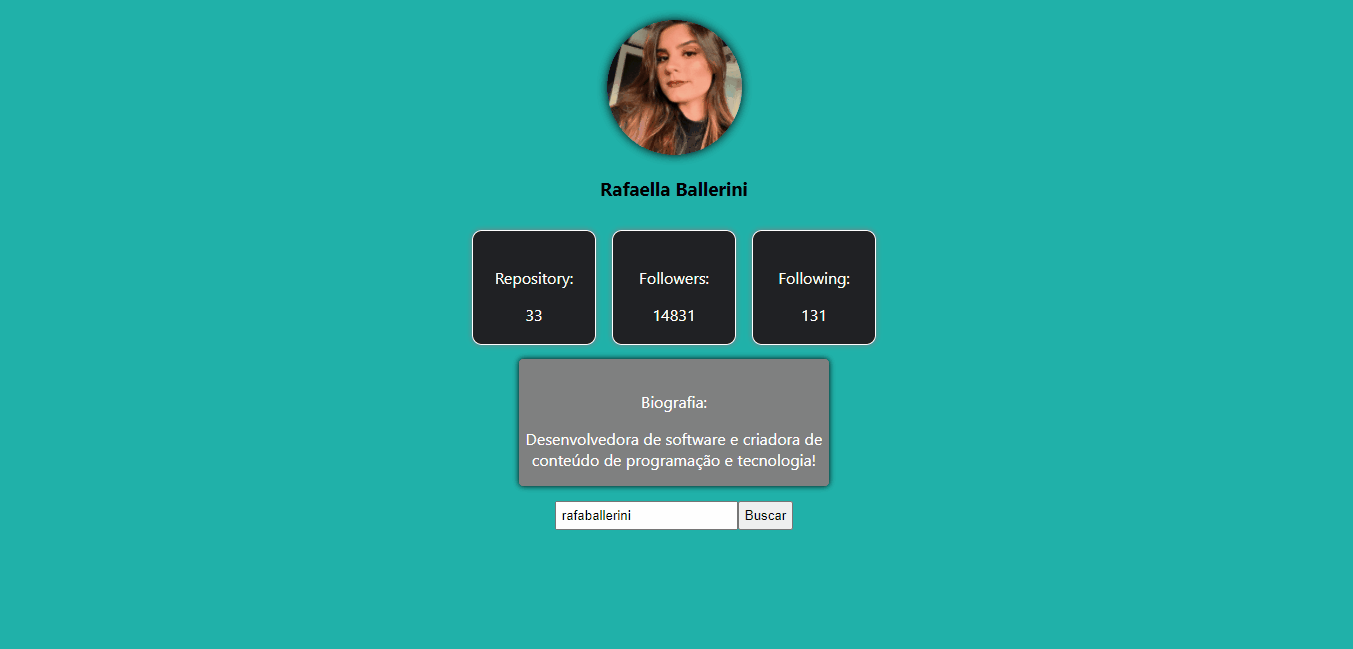 Rafaella Ballerini
Repository:
33
Followers:
14831
Following:
131
Biografia:
Desenvolvedora de software e criadora de
conteúdo de programação e tecnologia!
rafaballerini
Buscar